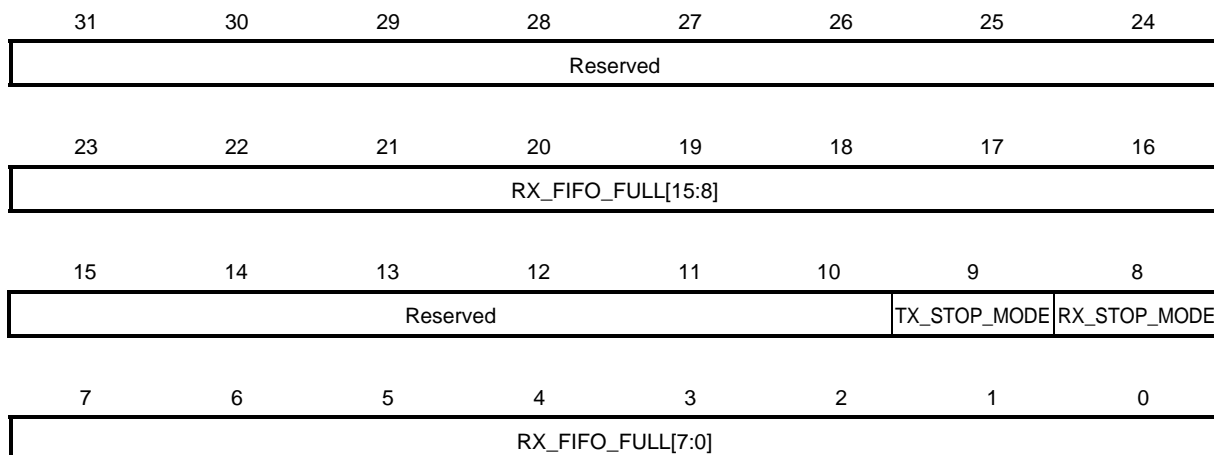 31 30 29 28 27 26 25 24
Reserved
23 22 21 20 19 18 17 16
RX_FIFO_FULL[15:8]
15 14 13 12 11 10 9 8
Reserved TX_STOP_MODE RX_STOP_MODE
7 6 5 4 3 2 1 0
RX_FIFO_FULL[7:0]